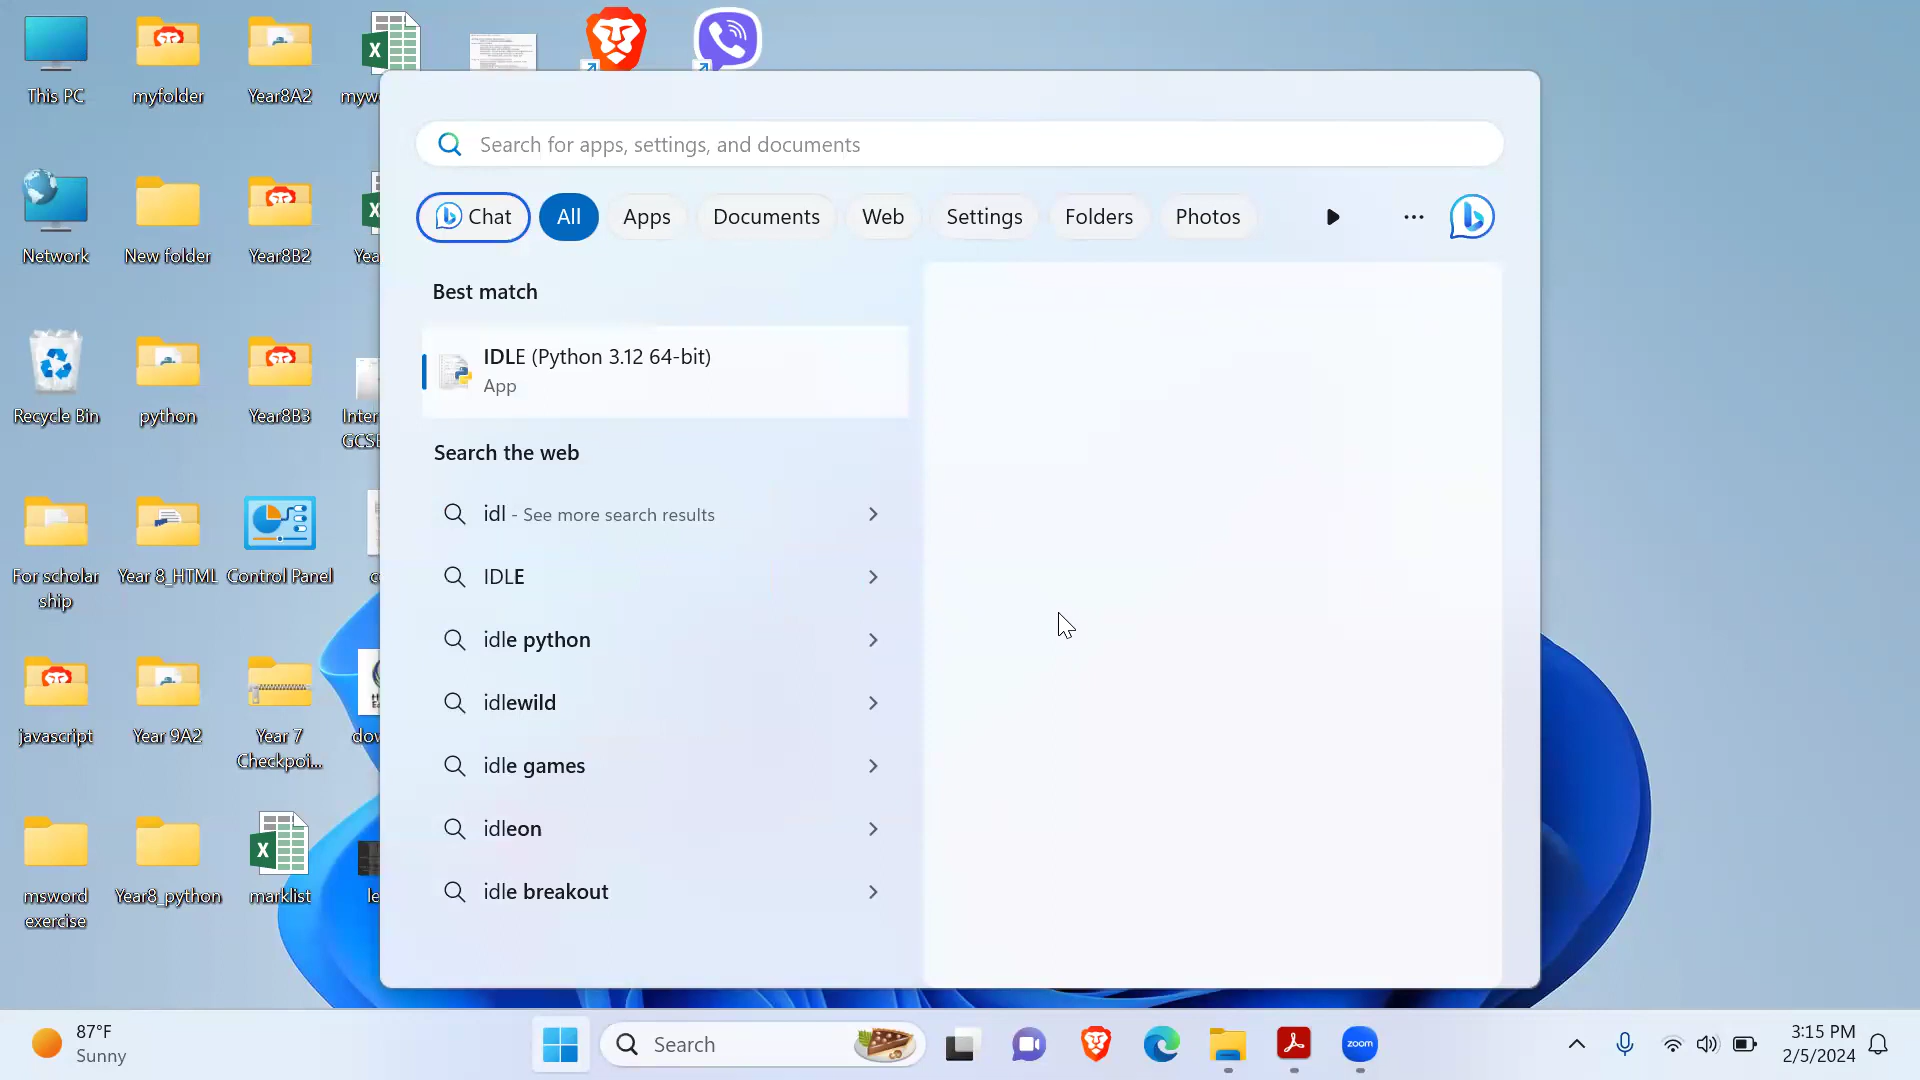 This PC
myfolder
Year8A2
Search for apps, settings, and documents
Chat
All
Apps
Documents
Web
Settings
Folders
Photos
Network
New folder
Year8B2
Best match
IDLE (Python 3.12 64-bit)
App
Recycle Bin
python
Year8B3
Search the web
idl - See more search results
IDLE
idle python
idlewild
idle games
idleon
idle breakout
For scholar
ship
Year 8_HTML
Control Panel
javascript
Year 9A2
Year 7
Checkpoi...
msword
exercise
Year8_python
marklist
87°F
Sunny
Search
zoom
3:15 PM
2/5/2024